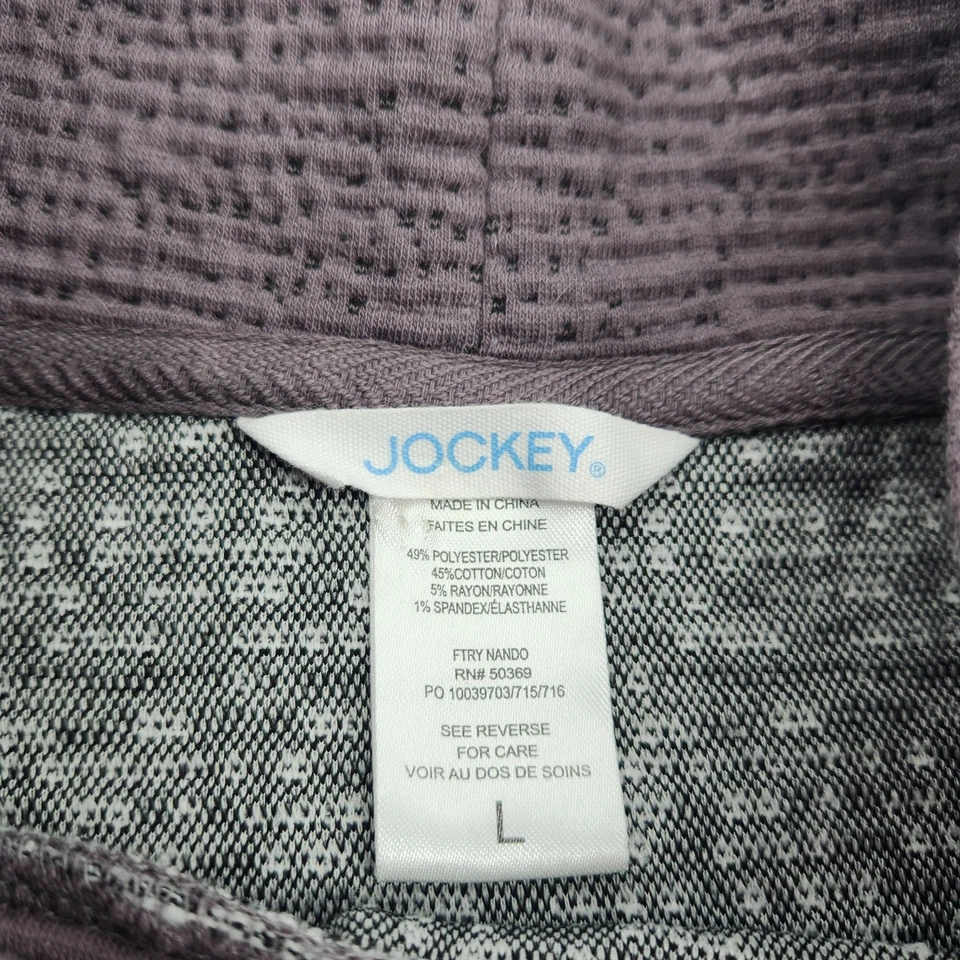 JOCKEY®
MADE IN CHINA
FAITES EN CHINE
49% POLYESTER/POLYESTER
45%COTTON/COTON
5% RAYON/RAYONNE
1% SPANDEX/ÉLASTHANNE
FTRY NANDO
RN# 50369
PO 10039703/715/716
SEE REVERSE
FOR CARE
VOIR AU DOS DE SOINS
L